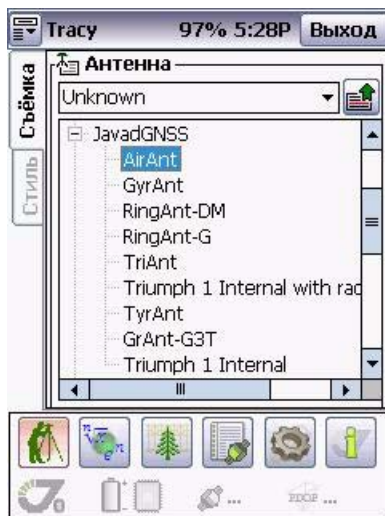 Tracy 97% 5:28P Выход
Антенна
Съёмка
Стиль
Unknown
JavadGNSS
AirAnt
GyrAnt
RingAnt-DM
RingAnt-G
TriAnt
Triumph 1 Internal with rad
TyrAnt
GrAnt-G3T
Triumph 1 Internal
PDOP ...